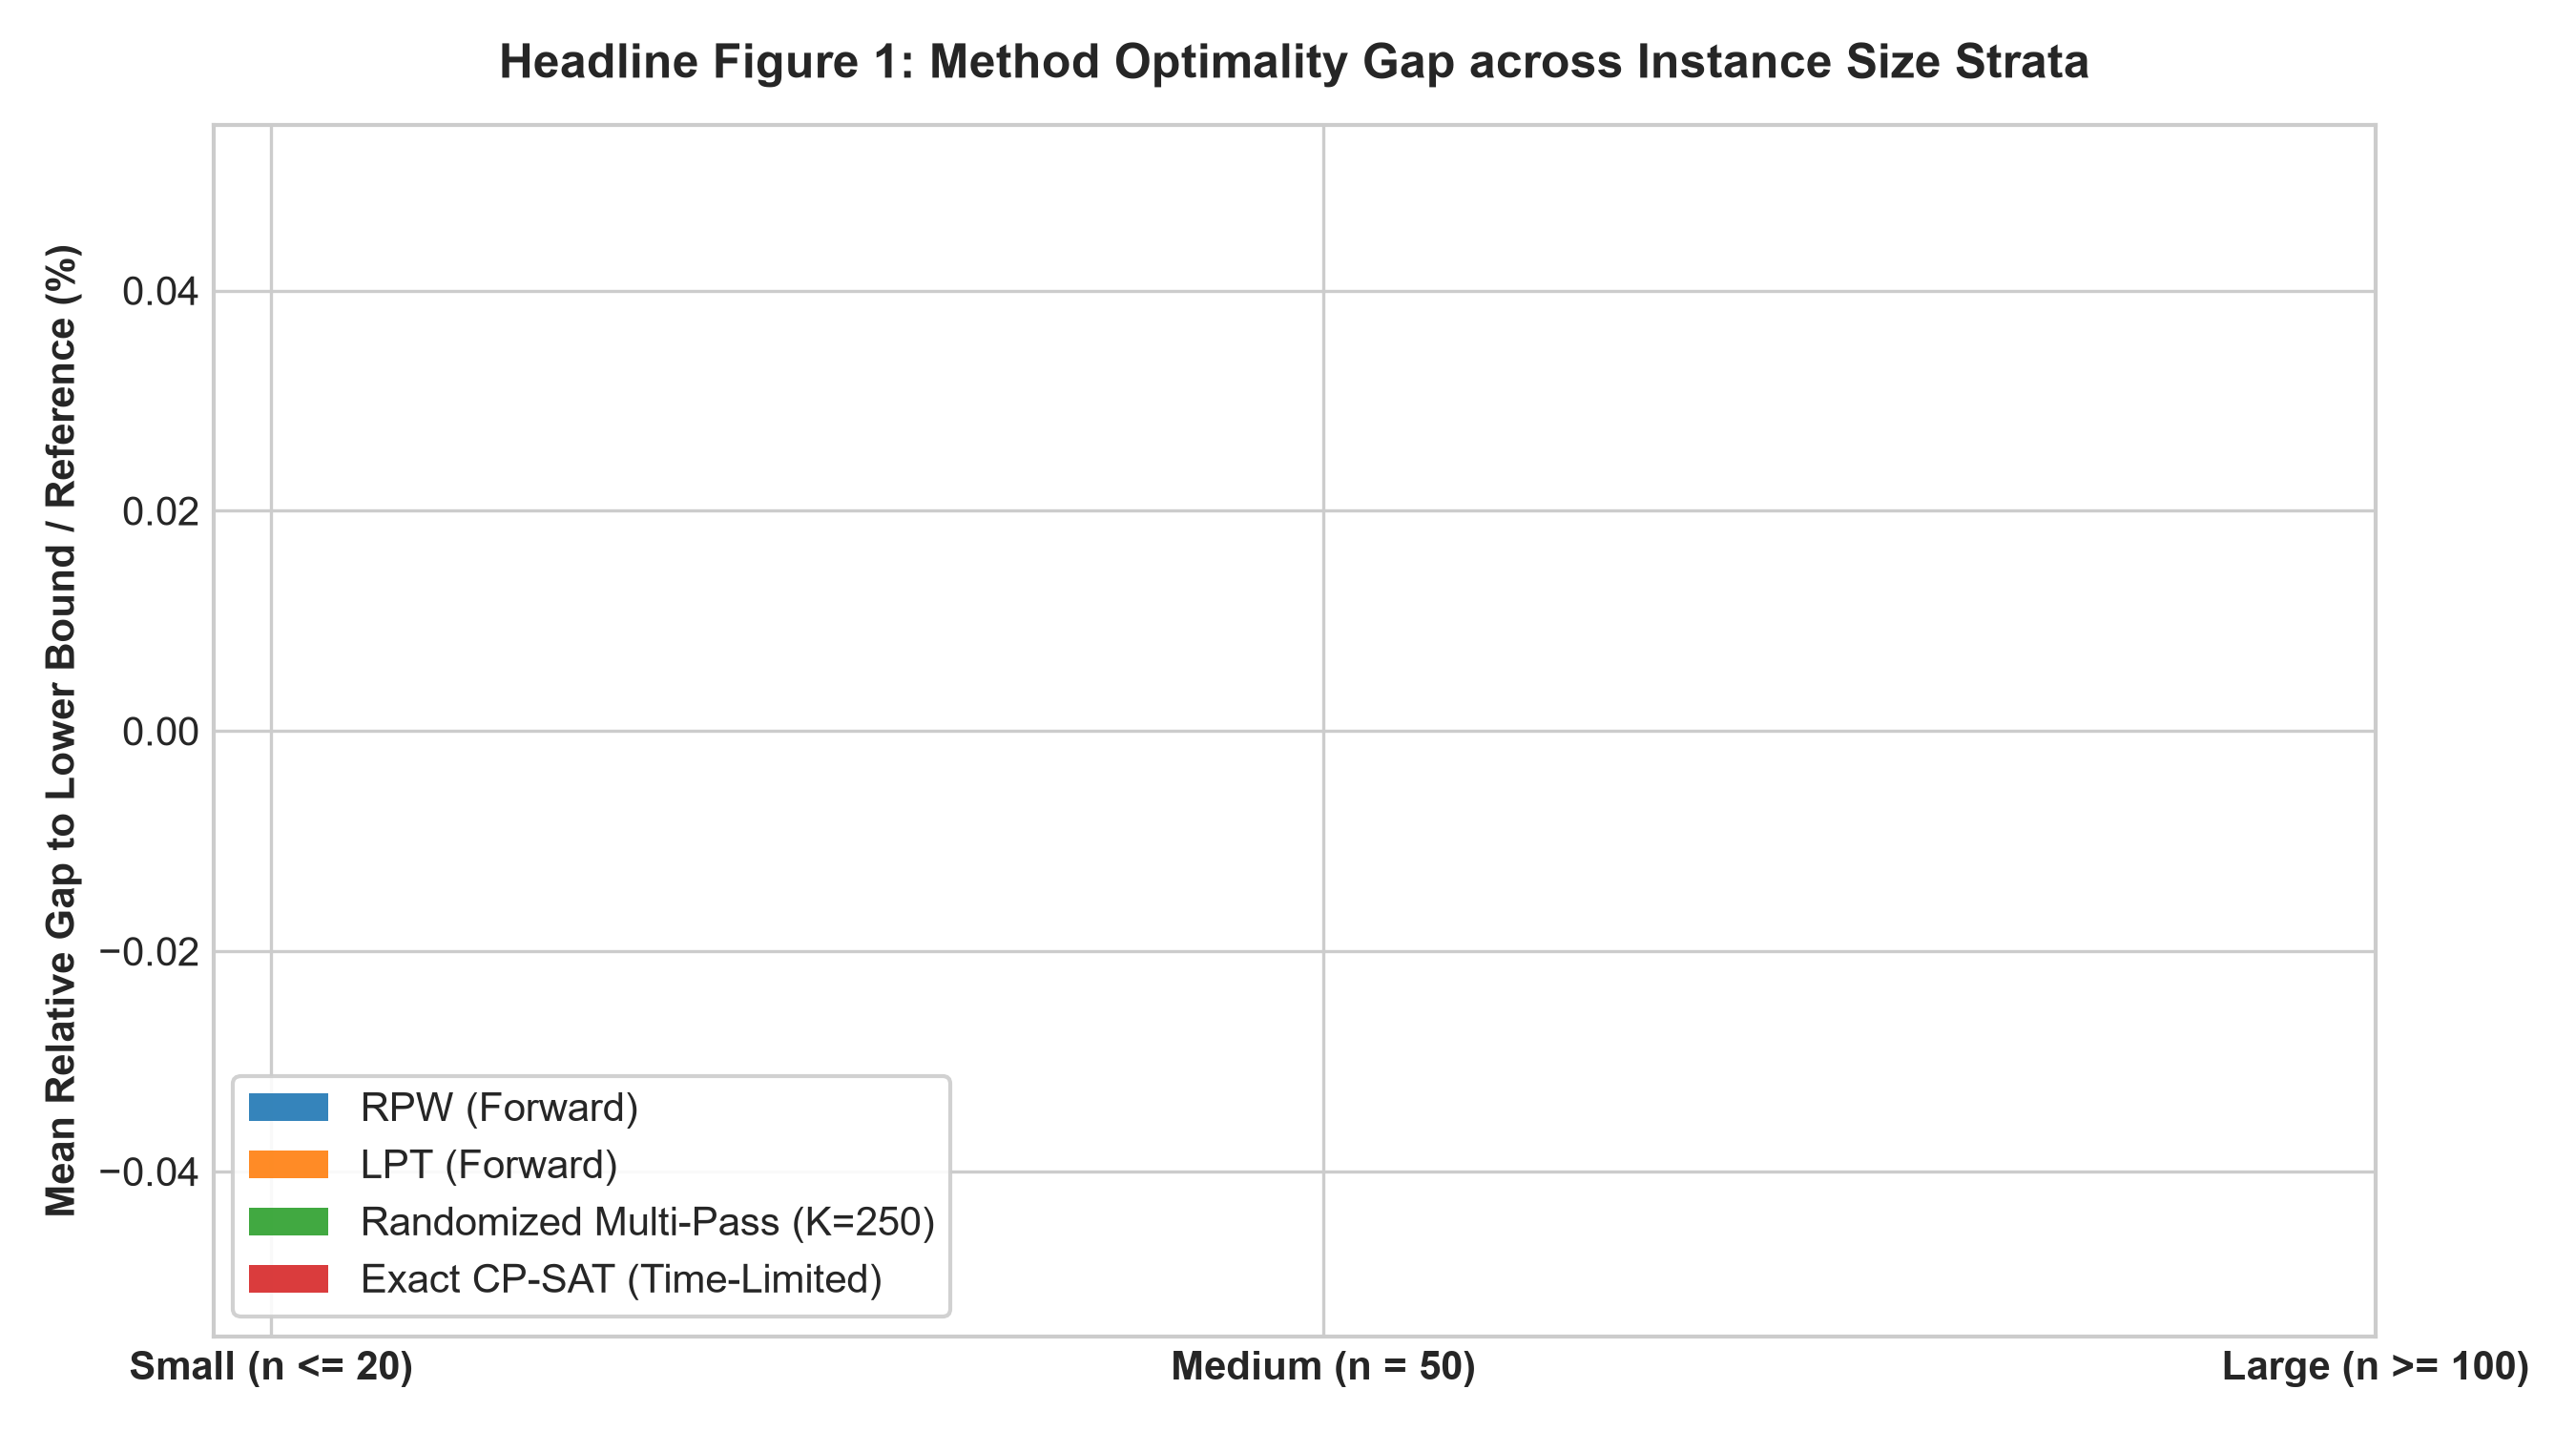 Headline Figure 1: Method Optimality Gap across Instance Size Strata
Mean Relative Gap to Lower Bound / Reference (%)
0.04
0.02
0.00
−0.02
−0.04
RPW (Forward)
LPT (Forward)
Randomized Multi-Pass (K=250)
Exact CP-SAT (Time-Limited)
Small (n <= 20)
Medium (n = 50)
Large (n >= 100)